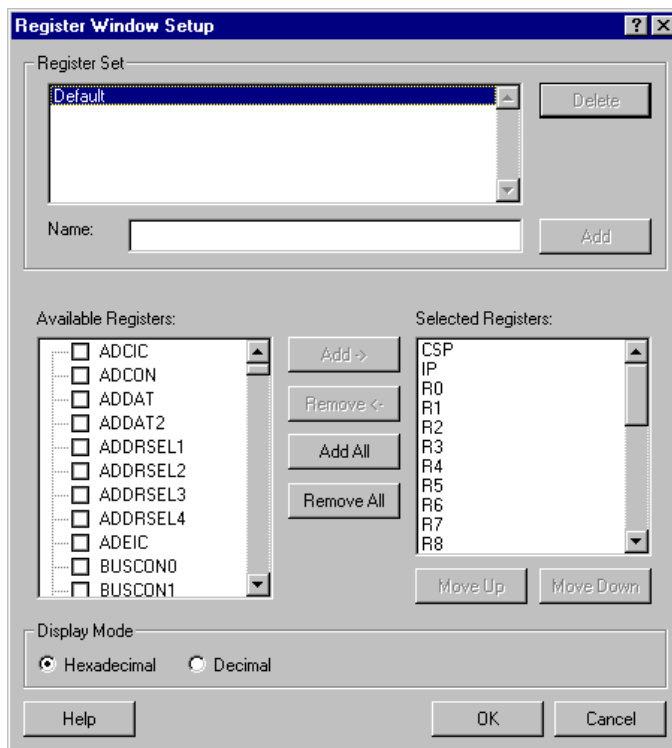 Register Window Setup
Register Set
Default
Delete
Name:
Add
Available Registers:
ADCIC
ADCON
ADDAT
ADDAT2
ADDRSEL1
ADDRSEL2
ADDRSEL3
ADDRSEL4
ADEIC
BUSCON0
BUSCON1
Add ->
Remove <-
Add All
Remove All
Selected Registers:
CSP
IP
R0
R1
R2
R3
R4
R5
R6
R7
R8
Move Up
Move Down
Display Mode
Hexadecimal
Decimal
Help
OK
Cancel